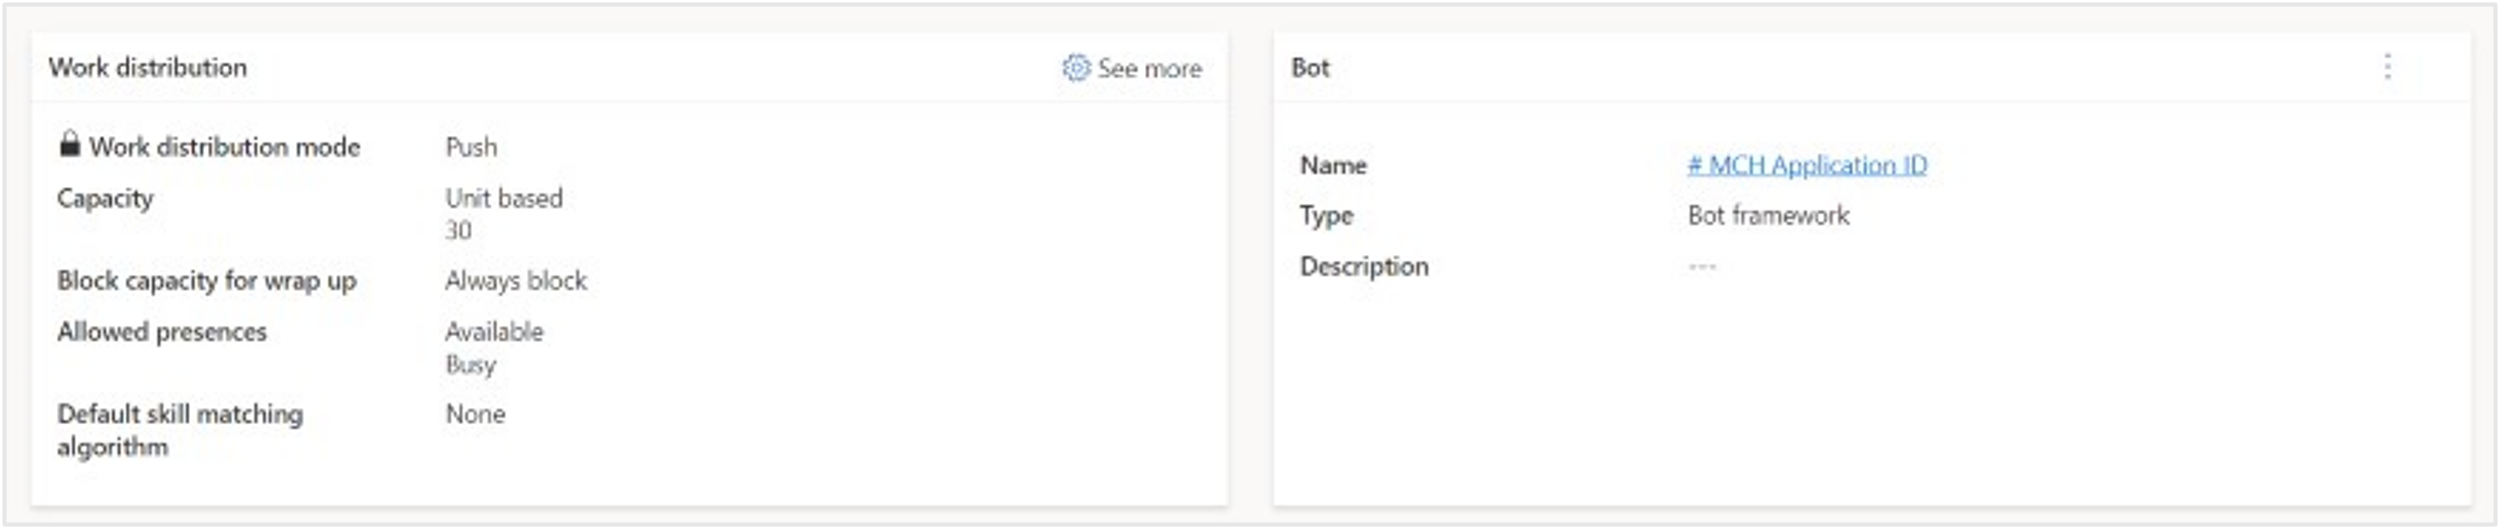 Work distribution
See more
Work distribution mode Push
Capacity Unit based
30
Block capacity for wrap up Always block
Allowed presences Available
Busy
Default skill matching None
algorithm
Bot
Name # MCH Application ID
Type Bot framework
Description ---